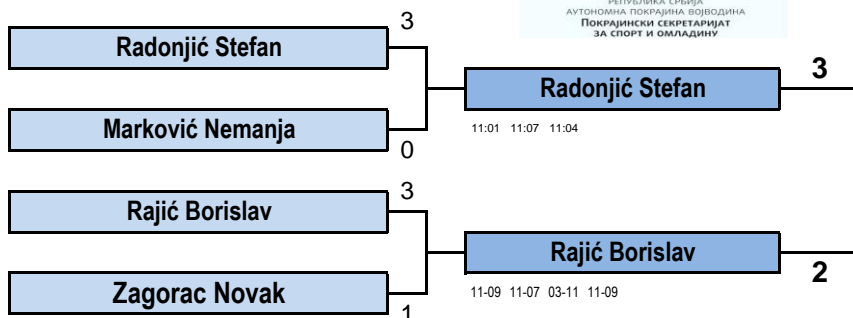 РЕПУБЛИКА СРБИЈА
АУТОНОМНА ПОКРАЈИНА ВОЈВОДИНА
ПОКРАЈИНСКИ СЕКРЕТАРИЈАТ
ЗА СПОРТ И ОМЛАДИНУ
3
Radonjić Stefan
Radonjić Stefan
3
Marković Nemanja
11:01 11:07 11:04
0
3
Rajić Borislav
Rajić Borislav
2
Zagorac Novak
11-09 11-07 03-11 11-09
1